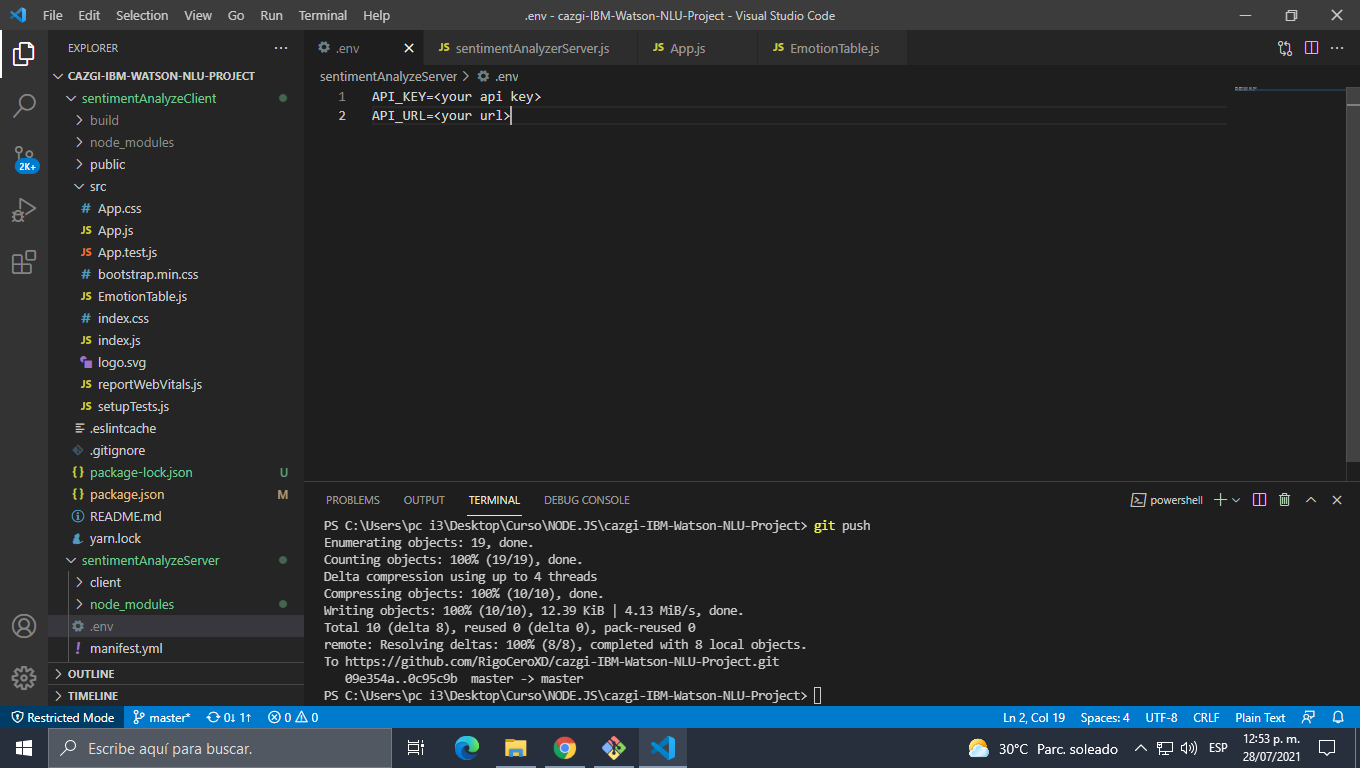 File Edit Selection View Go Run Terminal Help
.env - cazgi-IBM-Watson-NLU-Project - Visual Studio Code
EXPLORER
CAZGI-IBM-WATSON-NLU-PROJECT
sentimentAnalyzeClient
build
node_modules
public
src
# App.css
JS App.js
JS App.test.js
# bootstrap.min.css
JS EmotionTable.js
# index.css
JS index.js
logo.svg
JS reportWebVitals.js
JS setupTests.js
.eslintcache
.gitignore
{} package-lock.json U
{} package.json M
README.md
yarn.lock
sentimentAnalyzeServer
client
node_modules
.env
! manifest.yml
OUTLINE
TIMELINE
2K+
.env
JS sentimentAnalyzerServer.js
JS App.js
JS EmotionTable.js
sentimentAnalyzeServer > .env
1 API_KEY=<your api key>
2 API_URL=<your url>
PROBLEMS OUTPUT TERMINAL DEBUG CONSOLE
powershell
PS C:\Users\pc i3\Desktop\Curso\NODE.JS\cazgi-IBM-Watson-NLU-Project> git push
Enumerating objects: 19, done.
Counting objects: 100% (19/19), done.
Delta compression using up to 4 threads
Compressing objects: 100% (10/10), done.
Writing objects: 100% (10/10), 12.39 KiB | 4.13 MiB/s, done.
Total 10 (delta 8), reused 0 (delta 0), pack-reused 0
remote: Resolving deltas: 100% (8/8), completed with 8 local objects.
To https://github.com/RigoCeroXD/cazgi-IBM-Watson-NLU-Project.git
09e354a..0c95c9b master -> master
PS C:\Users\pc i3\Desktop\Curso\NODE.JS\cazgi-IBM-Watson-NLU-Project>
Restricted Mode master* 0↓ 1↑ 0 0
Ln 2, Col 19 Spaces: 4 UTF-8 CRLF Plain Text
Escribe aquí para buscar.
30°C Parc. soleado
ESP
12:53 p. m.
28/07/2021